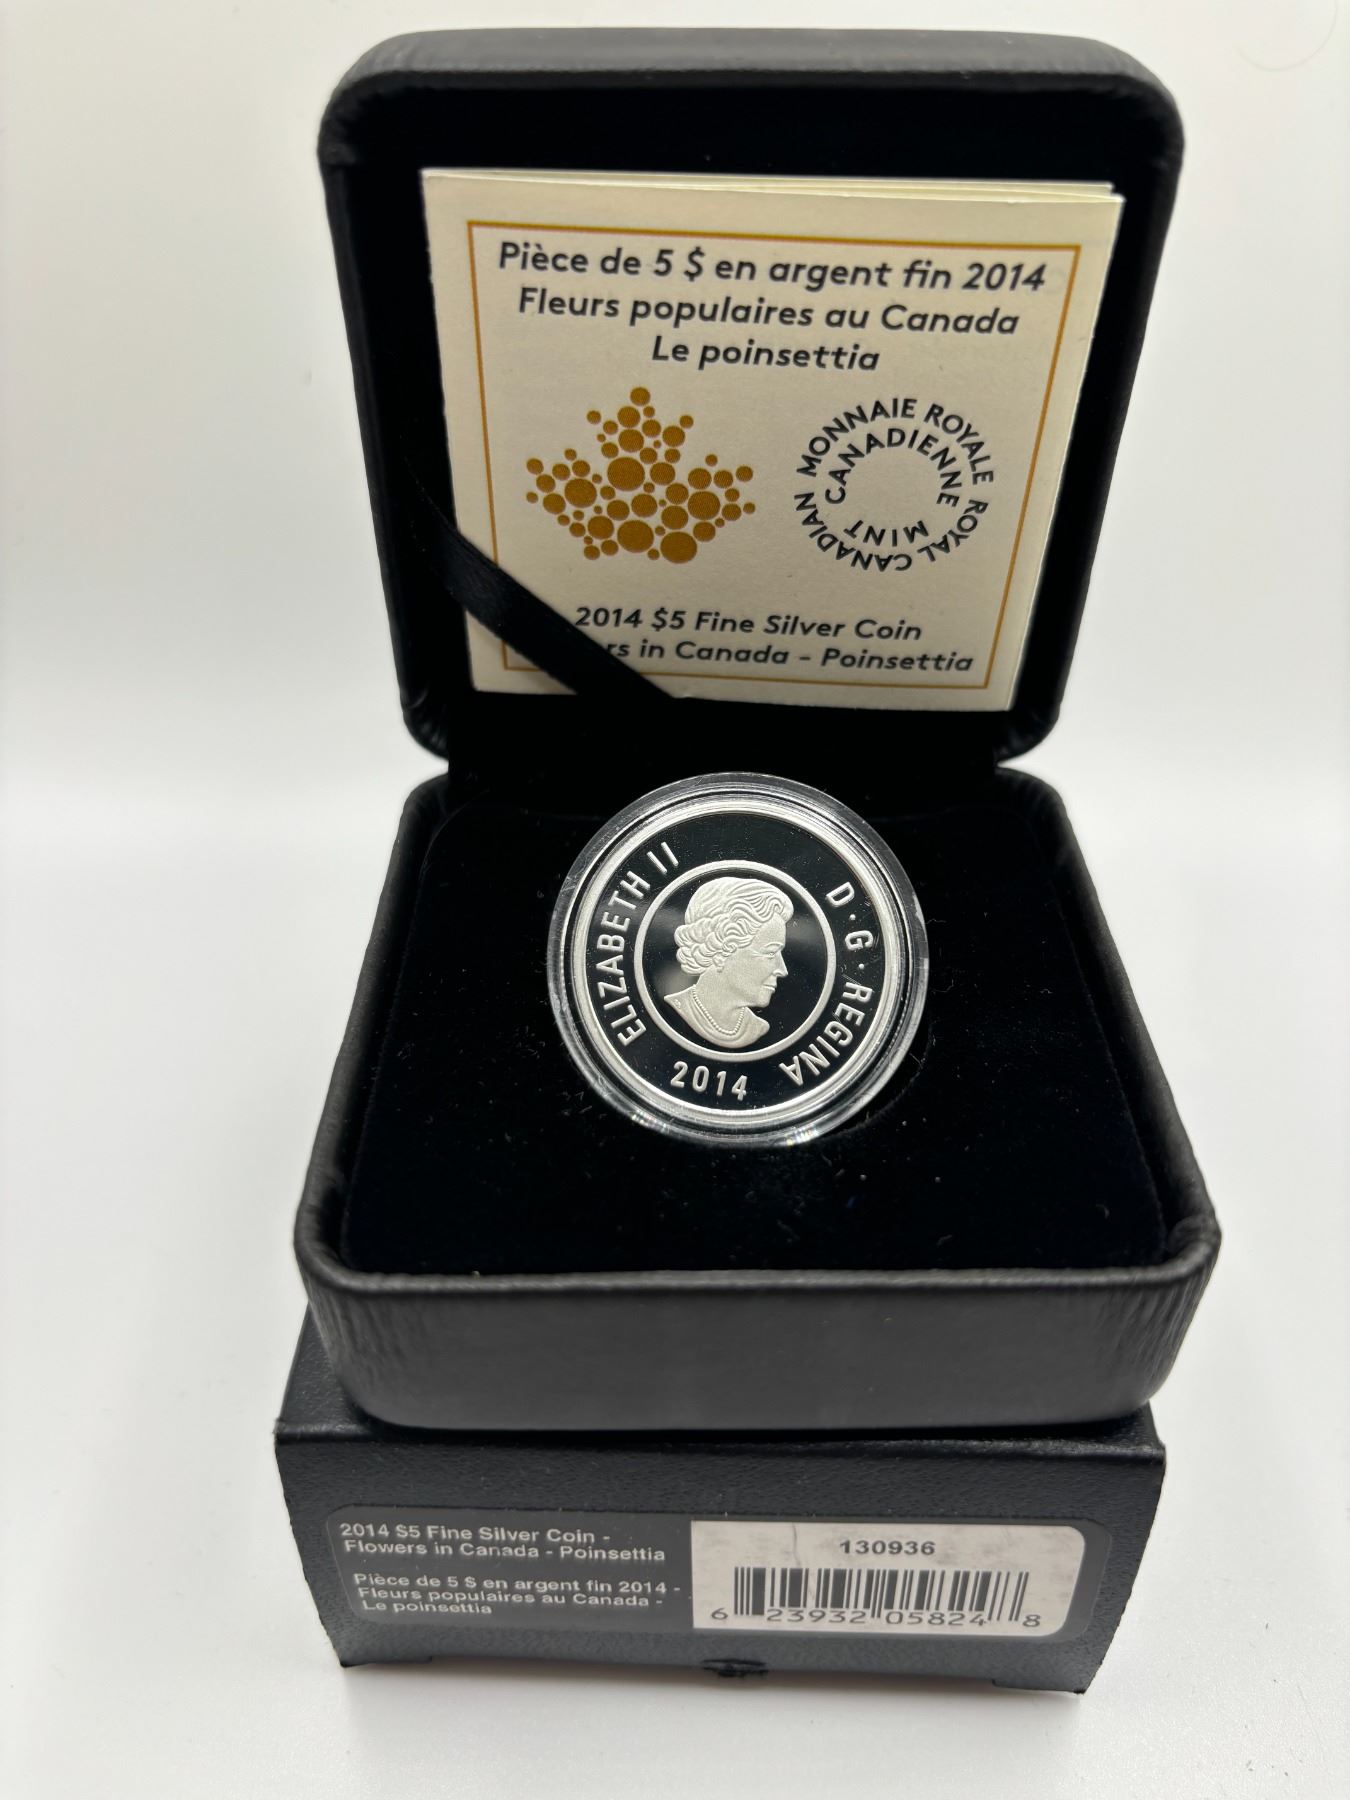 Pièce de 5 $ en argent fin 2014
Fleurs populaires au Canada
Le poinsettia
MONNAIE ROYALE
CANADIENNE
ROYAL CANADIAN
MINT
2014 $5 Fine Silver Coin
in Canada - Poinsettia
ELIZABETH II
D·G·REGINA
2014
2014 $5 Fine Silver Coin -
Flowers in Canada - Poinsettia
Pièce de 5 $ en argent fin 2014 -
Fleurs populaires au Canada -
Le poinsettia
130936
6 23932 05824 8